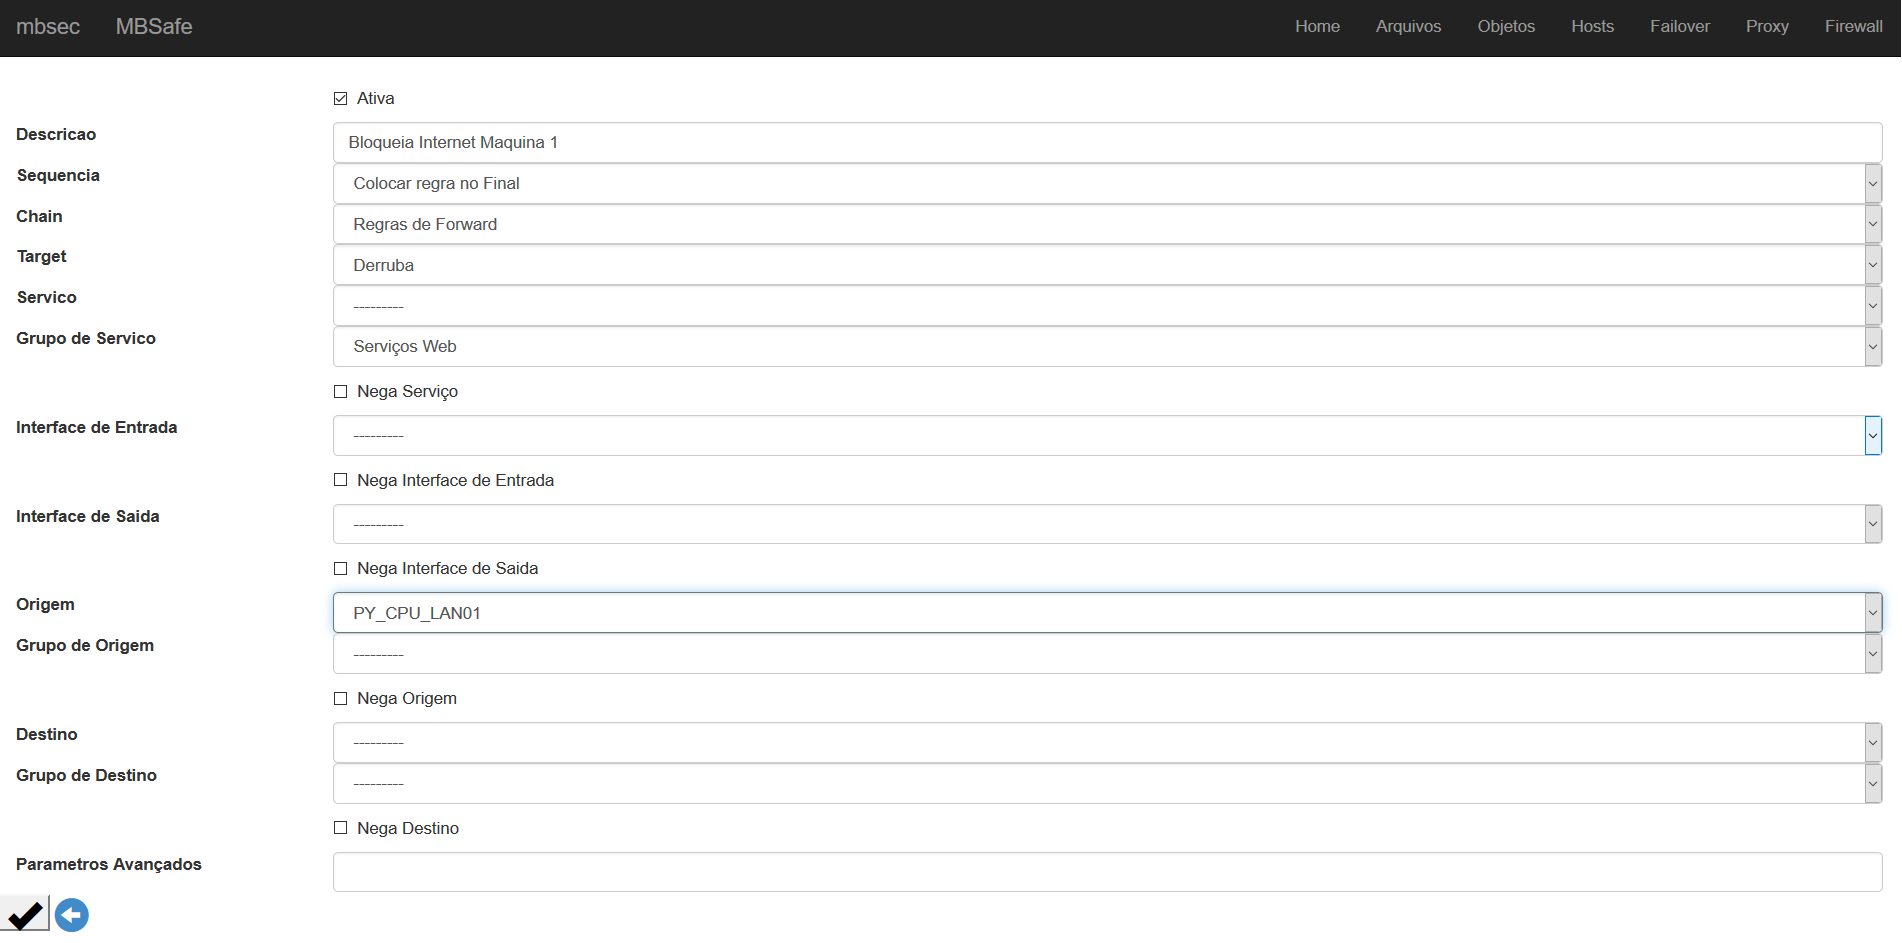 mbsec MBSafe Home Arquivos Objetos Hosts Failover Proxy Firewall
Ativa
Descricao Bloqueia Internet Maquina 1
Sequencia Colocar regra no Final
Chain Regras de Forward
Target Derruba
Servico ---------
Grupo de Servico Serviços Web
Nega Serviço
Interface de Entrada ---------
Nega Interface de Entrada
Interface de Saida ---------
Nega Interface de Saida
Origem PY_CPU_LAN01
Grupo de Origem ---------
Nega Origem
Destino ---------
Grupo de Destino ---------
Nega Destino
Parametros Avançados